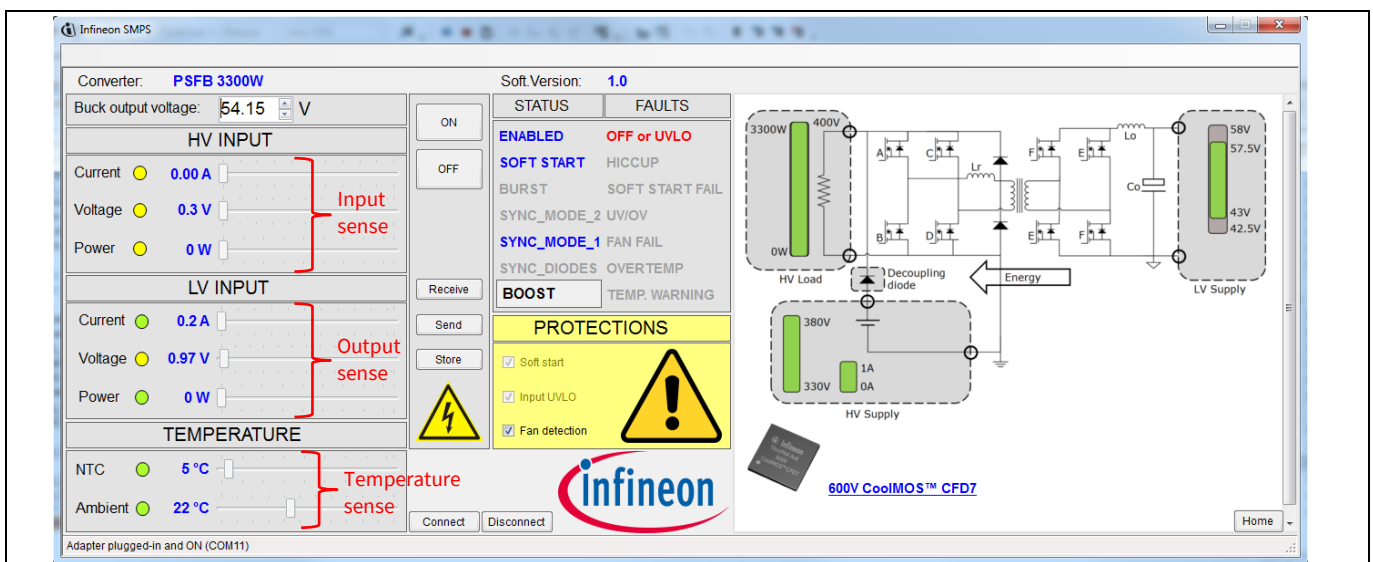 Infineon SMPS
Converter: PSFB 3300W Soft.Version: 1.0
Buck output voltage: 54.15 V
HV INPUT
Current 0.00 A
Voltage 0.3 V
Power 0 W
Input
sense
LV INPUT
Current 0.2 A
Voltage 0.97 V
Power 0 W
Output
sense
TEMPERATURE
NTC 5 °C
Ambient 22 °C
Temperature
sense
ON
OFF
Receive
Send
Store
Connect Disconnect
STATUS FAULTS
ENABLED OFF or UVLO
SOFT START HICCUP
BURST SOFT START FAIL
SYNC_MODE_2 UV/OV
SYNC_MODE_1 FAN FAIL
SYNC_DIODES OVERTEMP
BOOST TEMP. WARNING
PROTECTIONS
Soft start
Input UVLO
Fan detection
infineon
3300W 400V
0W
HV Load
A C Lr F E Lo
B D E F Co
58V
57.5V
43V
42.5V
LV Supply
Decoupling
diode
Energy
380V
330V
1A
0A
HV Supply
Infineon
600V CoolMOS™ CFD7
Home
Adapter plugged-in and ON (COM11)